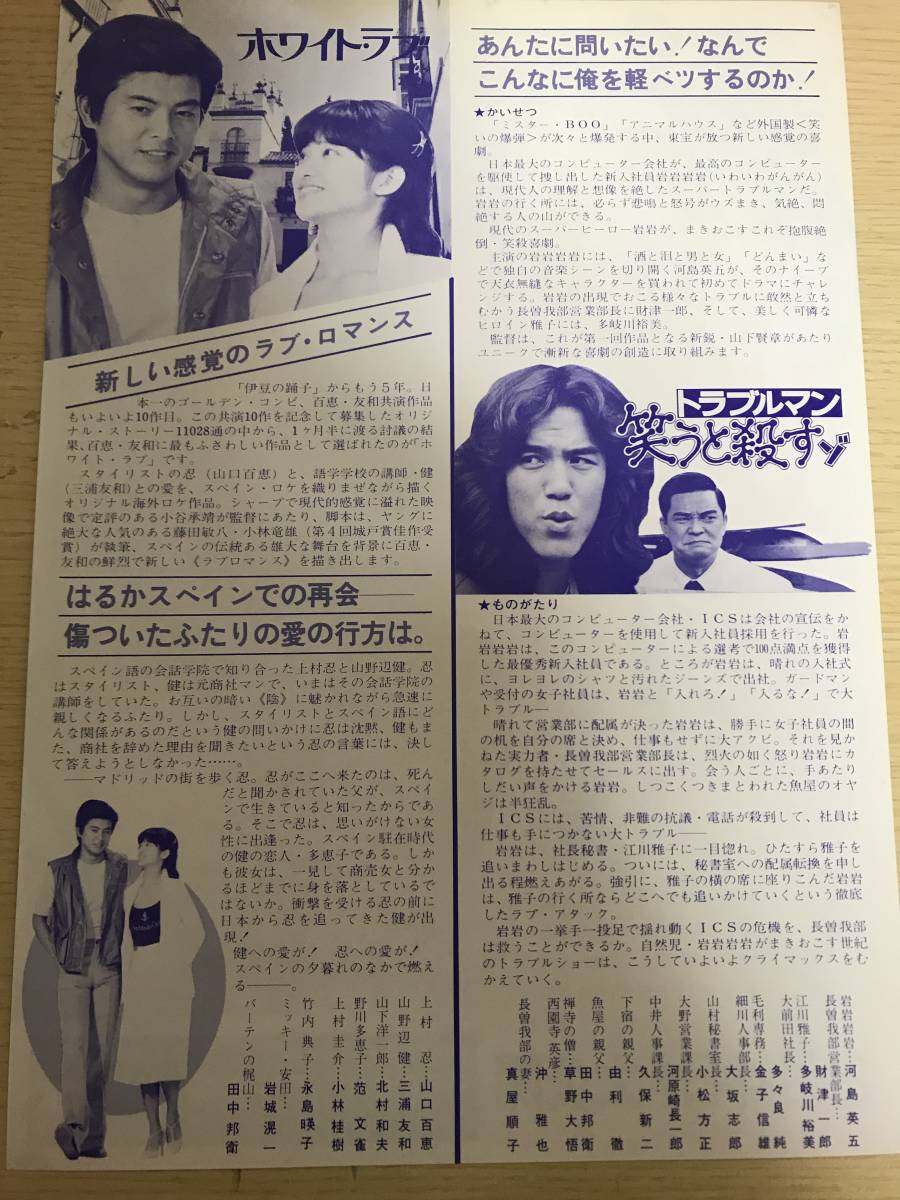 ホワイト・ラブ
新しい感覚のラブ・ロマンス
「伊豆の踊子」からもう5年。日
本一のゴールデン・コンビ、百恵・友和共演作品
もいよいよ10作目。この共演10作を記念して募集したオリジ
ナル・ストーリー11028通の中から、1ケ月半に渡る討議の結
果、百恵・友和に最もふさわしい作品として選ばれたのが「ホ
ワイト・ラブ」です。
スタイリストの忍(山口百恵)と、語学学校の講師・健
(三浦友和)との愛を、スペイン・ロケを織りまぜながら描く
オリジナル海外ロケ作品。シャープで現代的感覚に溢れた映
像で定評のある小谷承靖が監督にあたり、脚本は、ヤングに
絶大な人気のある藤田敏八・小林竜雄(第4回城戸賞佳作受
賞)が執筆、スペインの伝統ある雄大な舞台を背景に百恵・
友和の鮮烈で新しい《ラブロマンス》を描き出します。
はるかスペインでの再会――
傷ついたふたりの愛の行方は。
スペイン語の会話学院で知り合った上村忍と山野辺健。忍
はスタイリスト、健は元商社マンで、いまはその会話学院の
講師をしていた。お互いの暗い《陰》に魅かれながら急速に
親しくなるふたり。しかし、スタイリストとスペイン語にど
んな関係があるのだという健の問いかけに忍は沈黙、健もま
た、商社を辞めた理由を聞きたいという忍の言葉には、決し
て答えようとしなかった……。
――マドリッドの街を歩く忍。忍がここへ来たのは、死ん
だと聞かされていた父が、スペイ
ンで生きていると知ったからであ
る。そこで忍は、思いがけない女
性に出逢った。スペイン駐在時代
の健の恋人・多恵子である。しか
も彼女は、一見して商売女と分か
るほどまでに身を落としているで
はないか。衝撃を受ける忍の前に
日本から忍を追ってきた健が出
現!
健への愛が! 忍への愛が!
スペインの夕暮れのなかで燃え
る――。
上村 忍…山口百恵
山野辺 健…三浦友和
山下洋一郎…北村和夫
野川多恵子…范 文雀
上村圭介…小林桂樹
竹内典子…永島暎子
ミッキー・安田…岩城滉一
バーテンの梶山…田中邦衛
あんたに問いたい!なんで
こんなに俺を軽ベツするのか!
★かいせつ
「ミスター・BOO」「アニマルハウス」など外国製<笑
いの爆弾>が次々と爆発する中、東宝が放つ新しい感覚の喜
劇。
日本最大のコンピューター会社が、最高のコンピューター
を駆使して捜し出した新入社員岩岩岩岩(いわいわがんがん)
は、現代人の理解と想像を絶したスーパートラブルマンだ。
岩岩の行く所には、必らず悲鳴と怒号がウズまき、気絶、悶
絶する人の山ができる。
現代のスーパーヒーロー岩岩が、まきおこすこれぞ抱腹絶
倒・笑殺喜劇。
主演の岩岩岩岩には、「酒と泪と男と女」「どんまい」な
どで独自の音楽シーンを切り開く河島英五が、そのナイーブ
で天衣無縫なキャラクターを買われて初めてドラマにチャレ
ンジする。岩岩の出現でおこる様々なトラブルに敢然と立ち
むかう長曽我部営業部長に財津一郎、そして、美しく可憐な
ヒロイン雅子には、多岐川裕美。
監督は、これが第一回作品となる新鋭・山下賢章があたり
ユニークで漸新な喜劇の創造に取り組みます。
トラブルマン
笑うと殺すゾ
★ものがたり
日本最大のコンピューター会社・ICSは会社の宣伝をか
ねて、コンピューターを使用して新入社員採用を行った。岩
岩岩岩は、このコンピューターによる選考で100点満点を獲得
した最優秀新入社員である。ところが岩岩は、晴れの入社式
に、ヨレヨレのシャツと汚れたジーンズで出社。ガードマン
や受付の女子社員は、岩岩と「入れろ!」「入るな!」で大
トラブル―
晴れて営業部に配属が決った岩岩は、勝手に女子社員の間
の机を自分の席と決め、仕事もせずに大アクビ。それを見か
ねた実力者・長曽我部営業部長は、烈火の如く怒り岩岩にカ
タログを持たせてセールスに出す。会う人ごとに、手あたり
しだい声をかける岩岩。しつこくつきまとわれた魚屋のオヤ
ジは半狂乱。
ICSには、苦情、非難の抗議・電話が殺到して、社員は
仕事も手につかない大トラブル――
岩岩は、社長秘書・江川雅子に一目惚れ。ひたすら雅子を
追いまわしはじめる。ついには、秘書室への配属転換を申し
出る程燃えあがる。強引に、雅子の横の席に座りこんだ岩岩
は、雅子の行く所ならどこへでも追いかけていくという徹底
したラブ・アタック。
岩岩の一挙手一投足で揺れ動くICSの危機を、長曽我部
は救うことができるか。自然児・岩岩岩岩がまきおこす世紀
のトラブルショーは、こうしていよいよクライマックスをむ
かえていく。
岩岩岩岩…河島英五
長曽我部営業部長…財津一郎
江川雅子…多岐川裕美
大前田社長…多々良純
毛利専務…金子信雄
細川人事部長…大坂志郎
山村秘書室長…小松方正
大野営業課長…河原崎長一郎
中井人事課長…久保新二
下宿の親父…由利徹
魚屋の親父…田中邦衛
禅寺の僧…草野大悟
西園寺英彦…沖雅也
長曽我部の妻…真屋順子